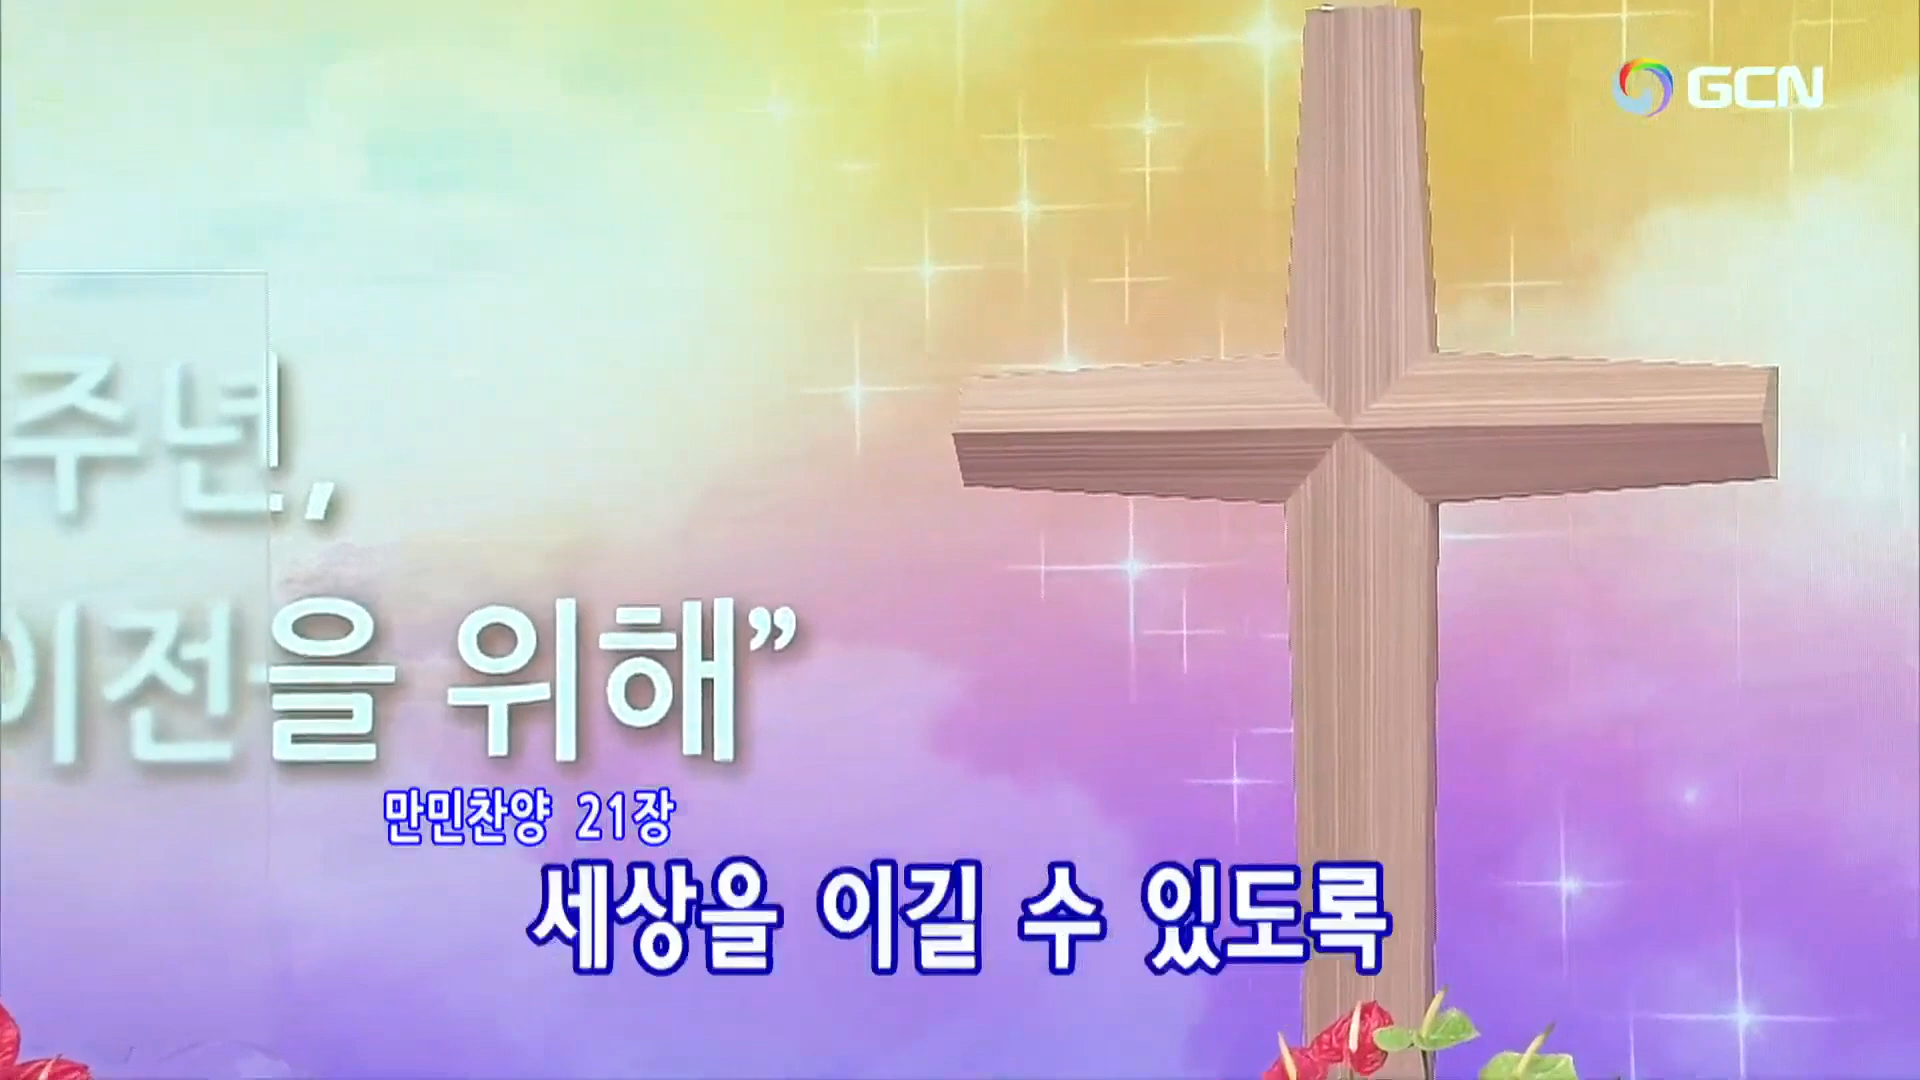 GCN
주년,
이전을 위해”
만민찬양 21장
세상을 이길 수 있도록